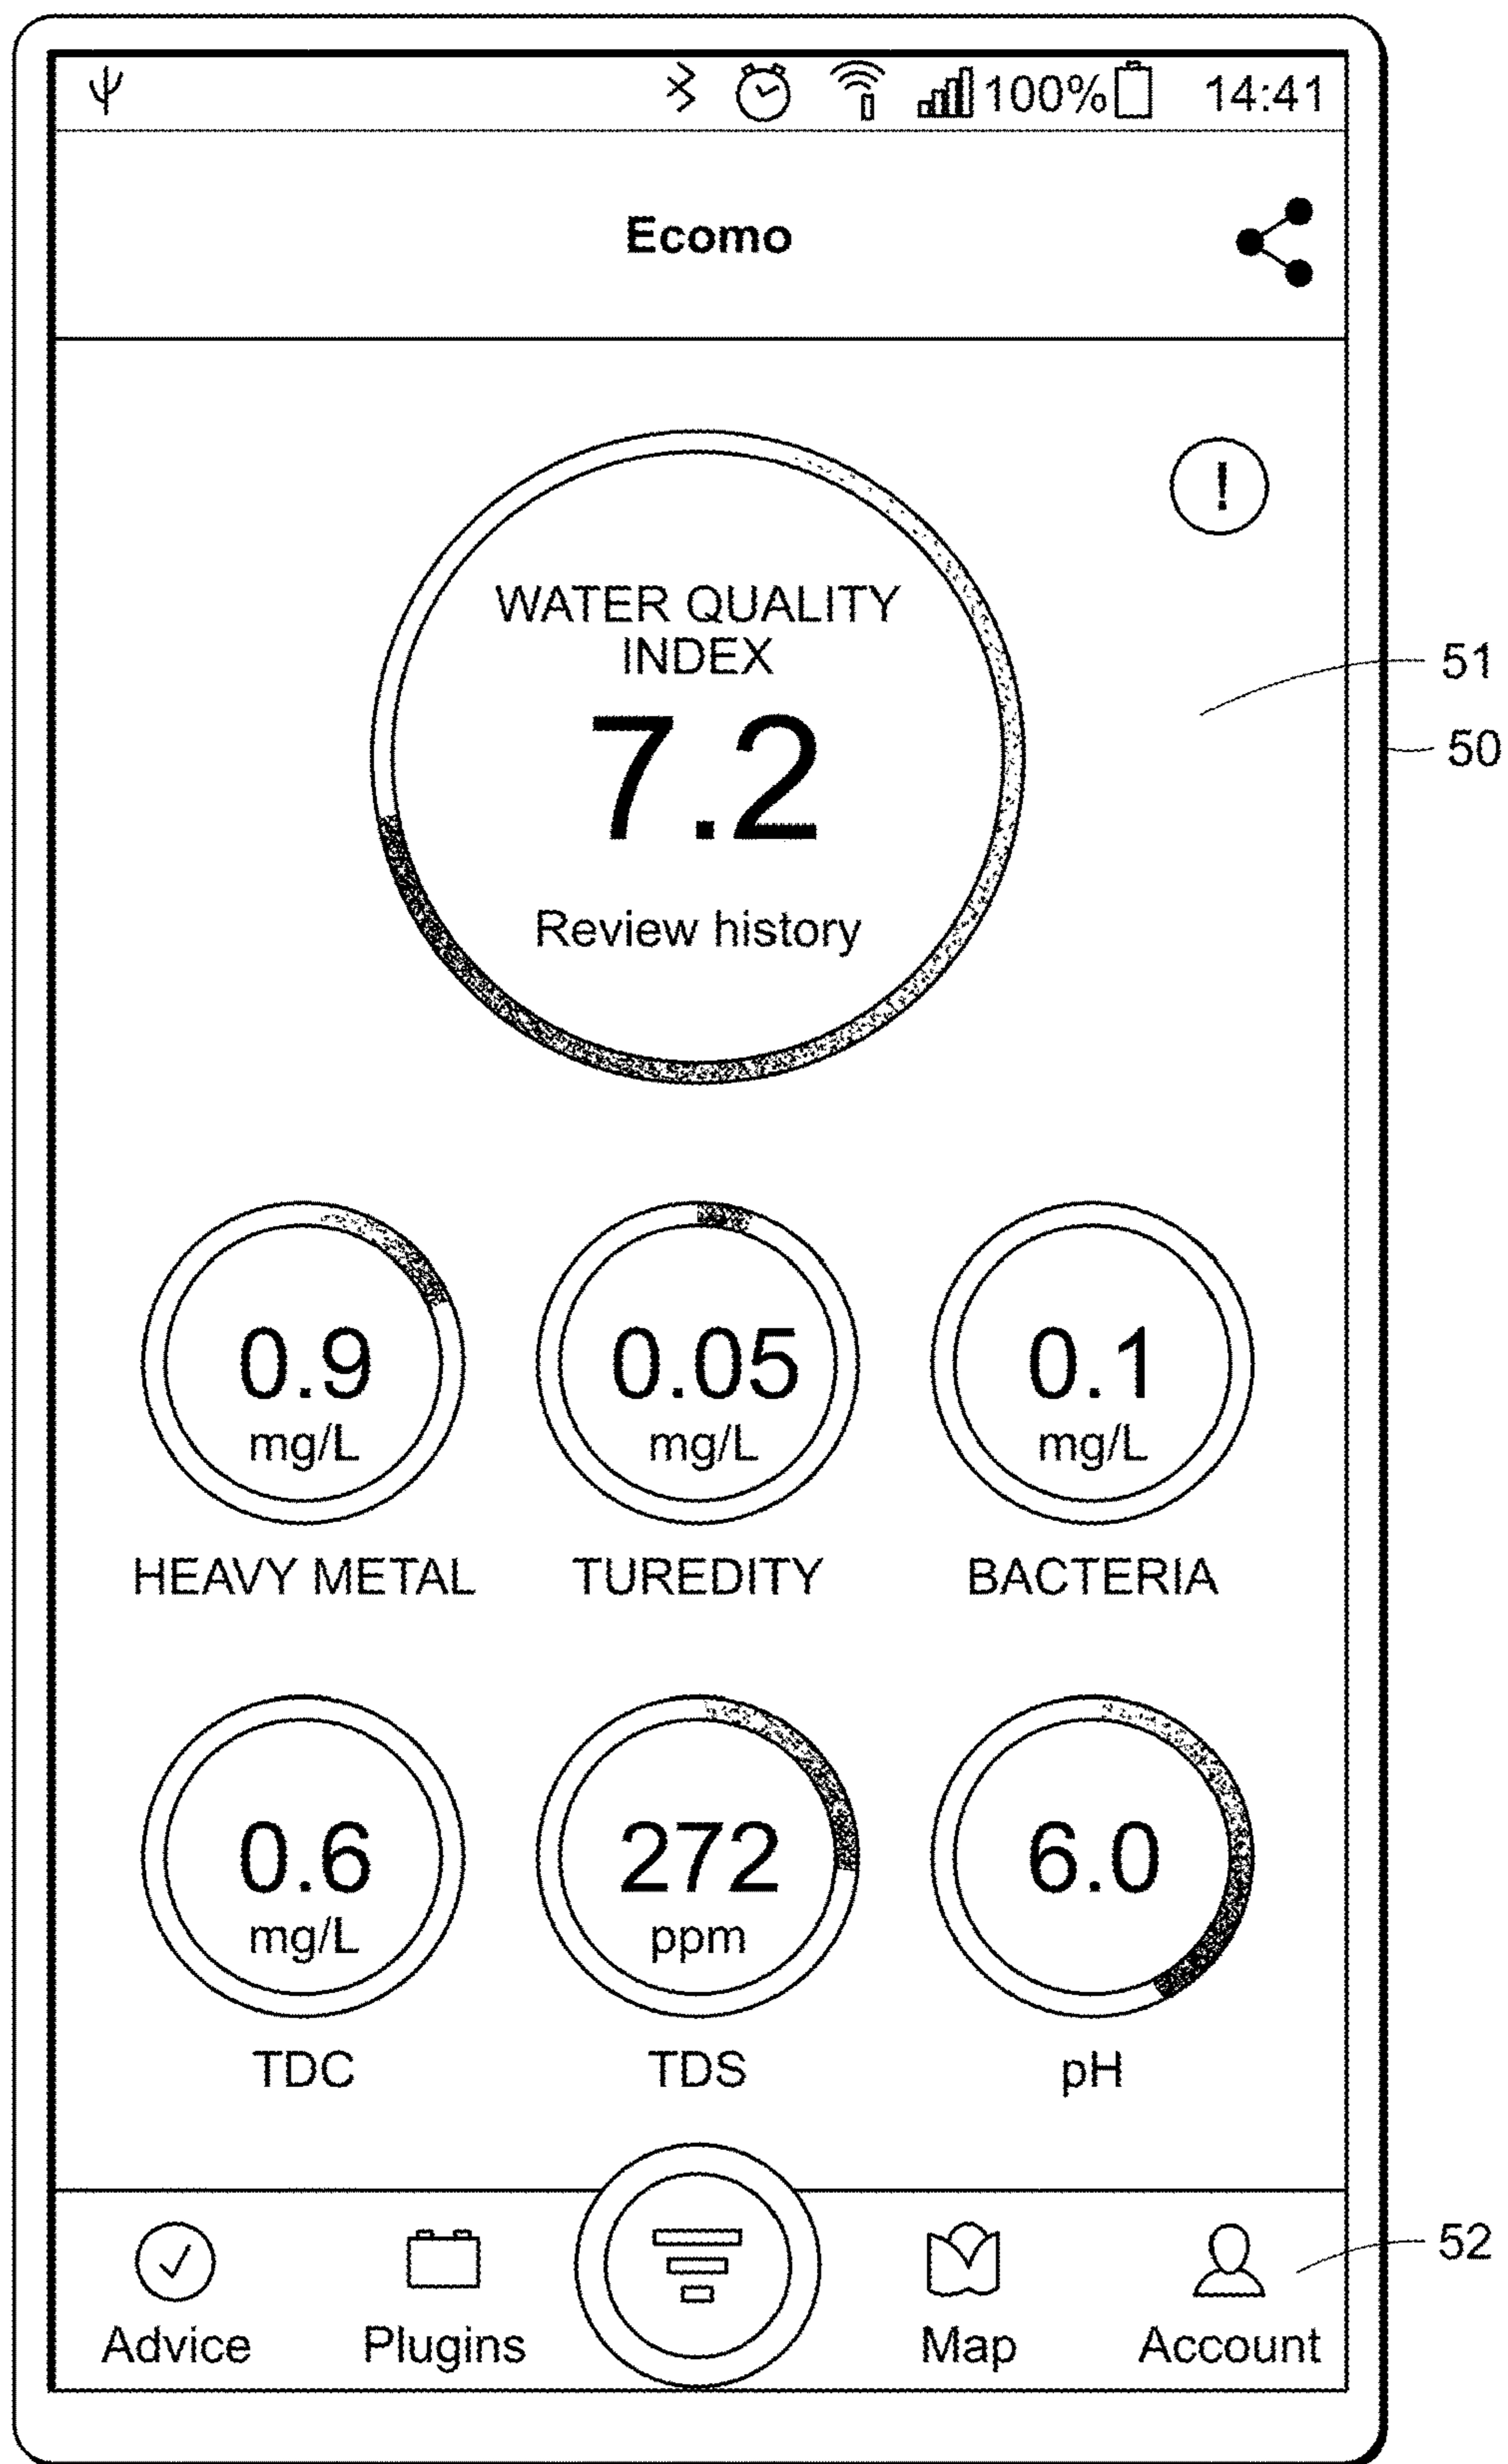 100% 14:41
Ecomo
!
WATER QUALITY
INDEX
7.2
Review history
51
50
0.9 0.05 0.1
mg/L mg/L mg/L
HEAVY METAL TUREDITY BACTERIA
0.6 272 6.0
mg/L ppm
TDC TDS pH
52
Advice Plugins Map Account